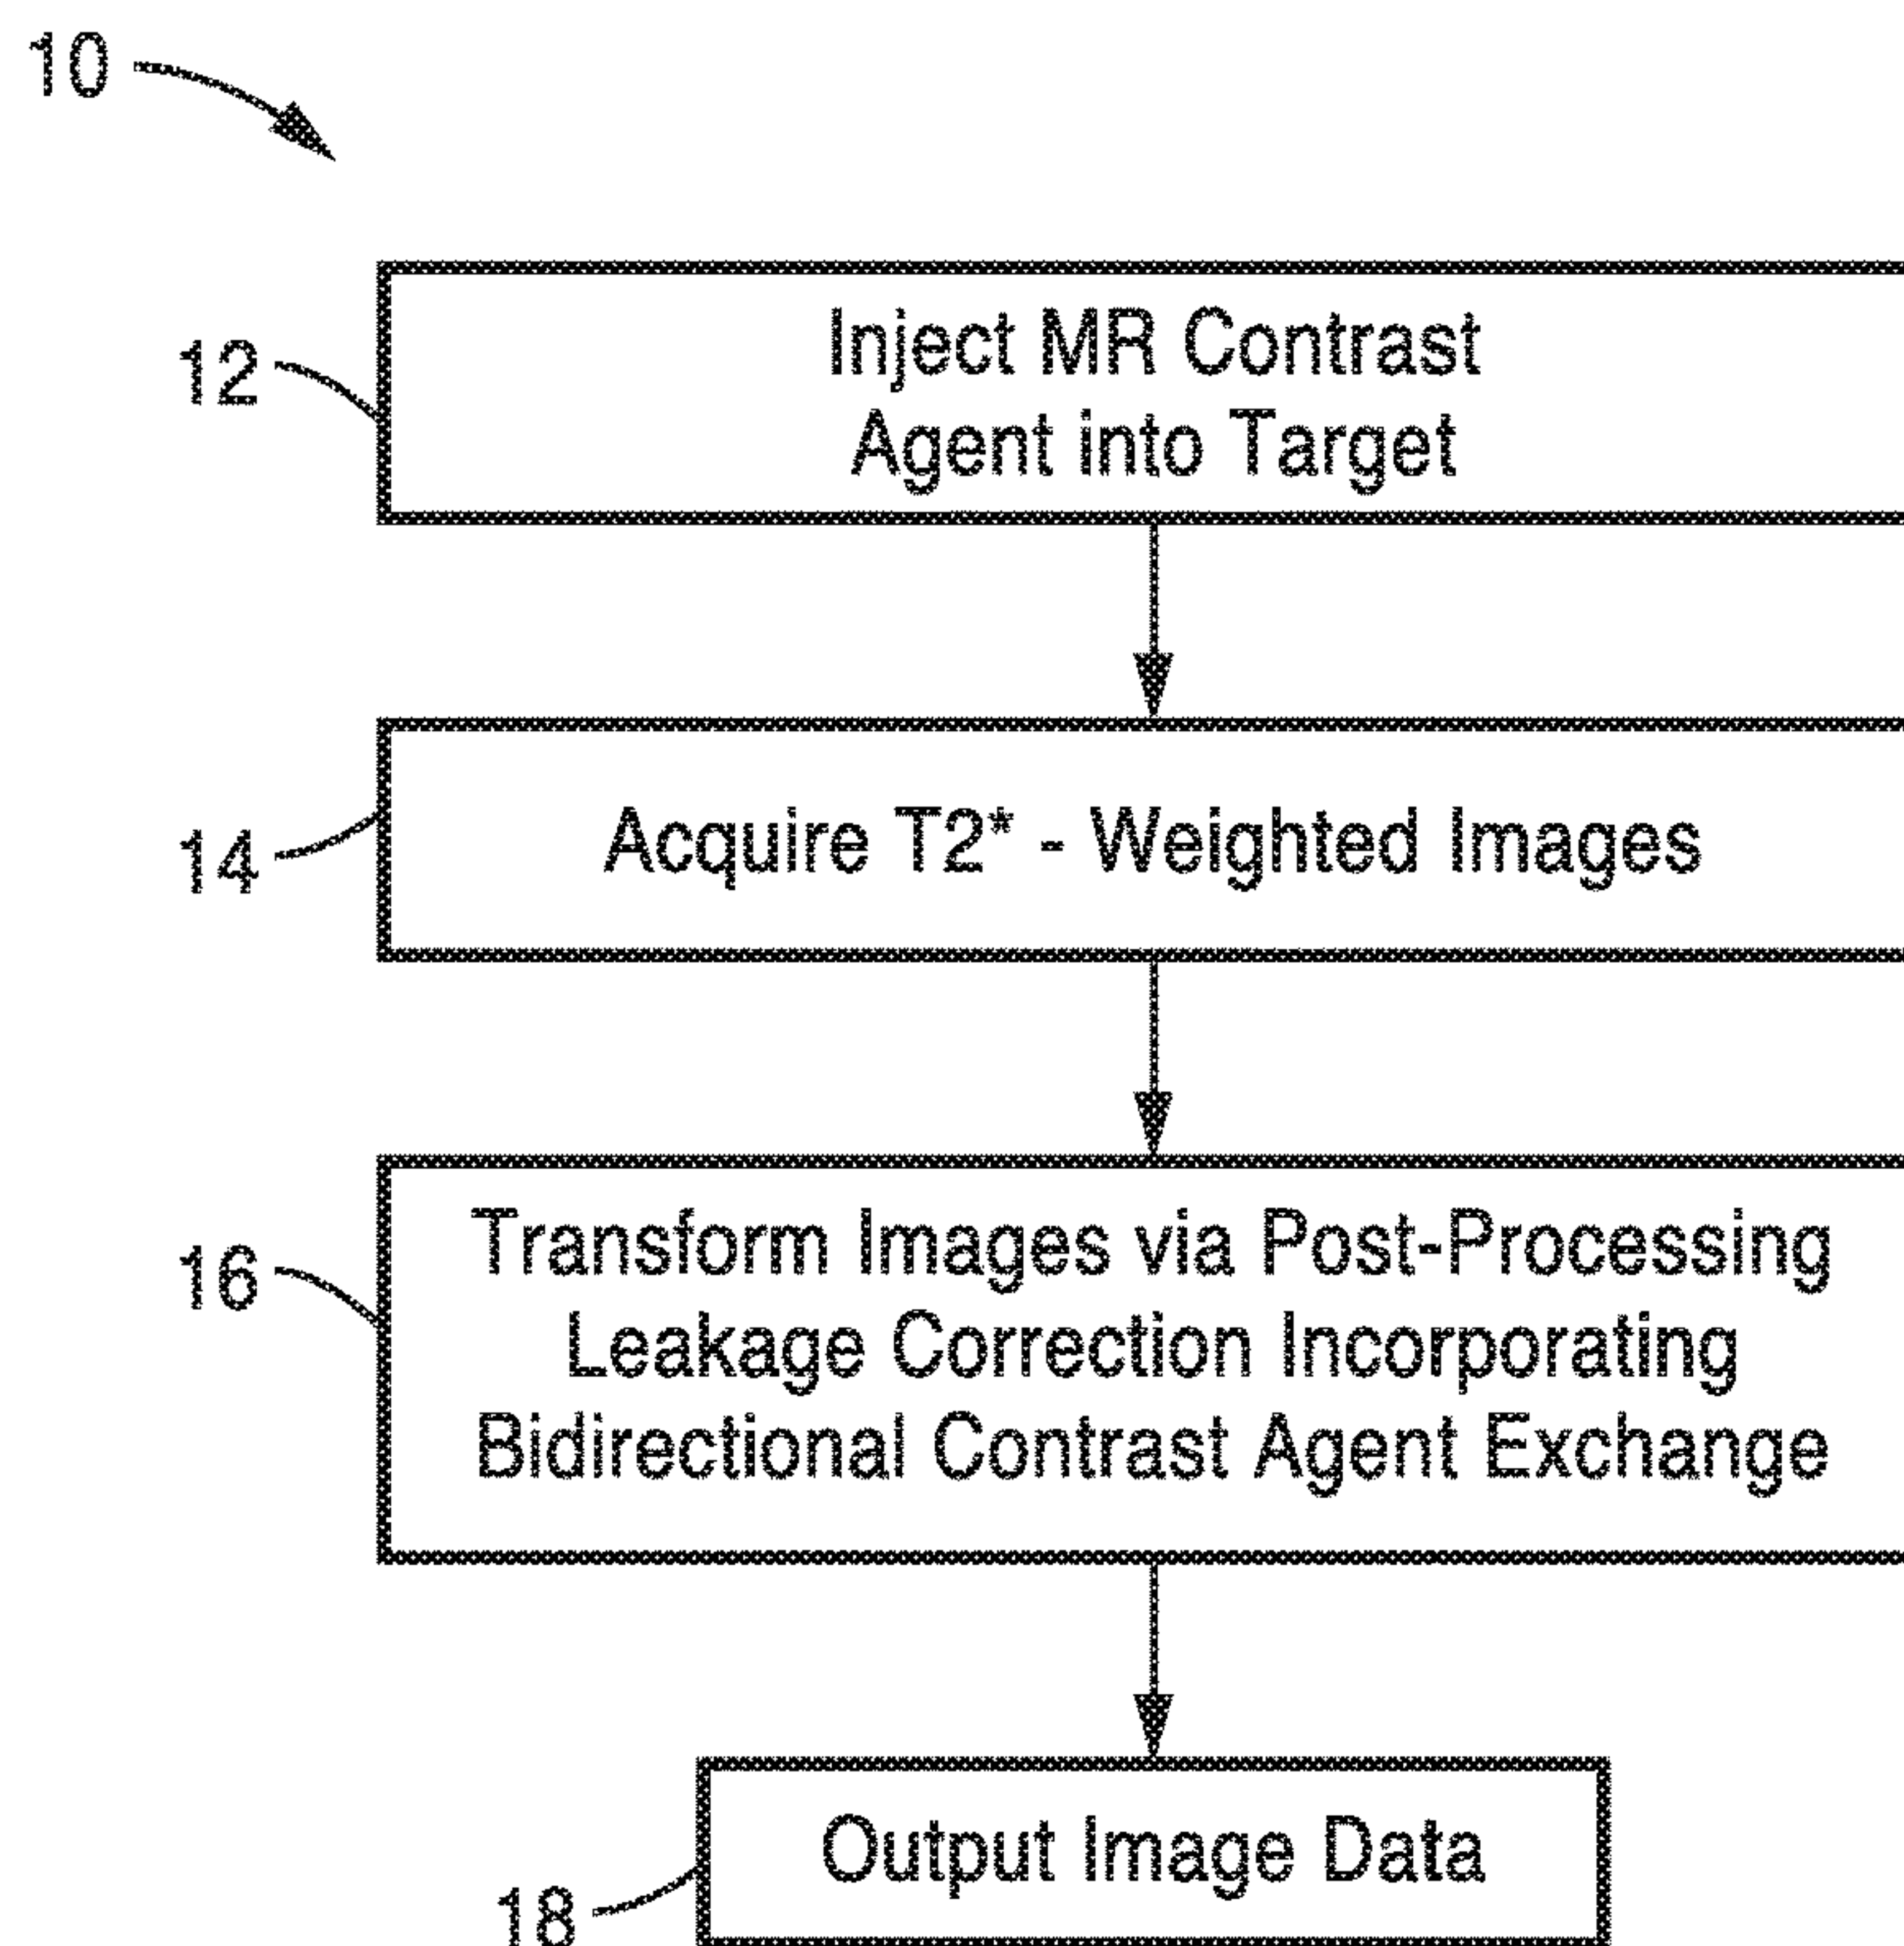 10
12
Inject MR Contrast
Agent into Target
14
Acquire T2* - Weighted Images
16
Transform Images via Post-Processing
Leakage Correction Incorporating
Bidirectional Contrast Agent Exchange
18
Output Image Data